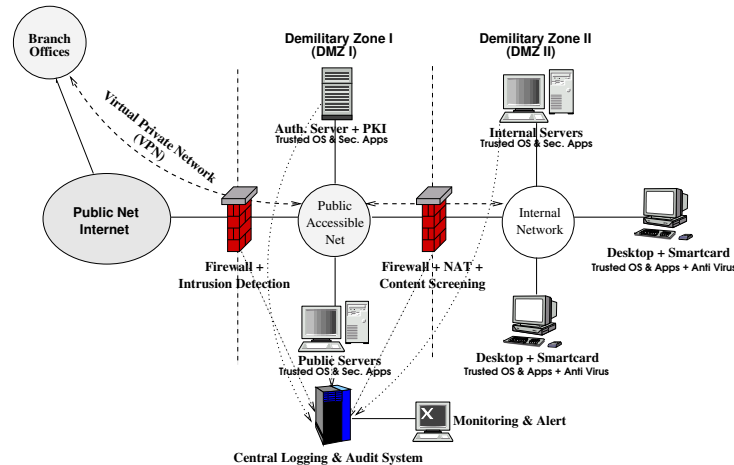 Branch
Offices
Demilitary Zone I
(DMZ I)
Demilitary Zone II
(DMZ II)
Virtual Private Network
(VPN)
Auth. Server + PKI
Trusted OS & Sec. Apps
Internal Servers
Trusted OS & Sec. Apps
Public Net
Internet
Public
Accessible
Net
Internal
Network
Firewall +
Intrusion Detection
Firewall + NAT +
Content Screening
Desktop + Smartcard
Trusted OS & Apps + Anti Virus
Public Servers
Trusted OS & Sec. Apps
Desktop + Smartcard
Trusted OS & Apps + Anti Virus
X
Monitoring & Alert
Central Logging & Audit System